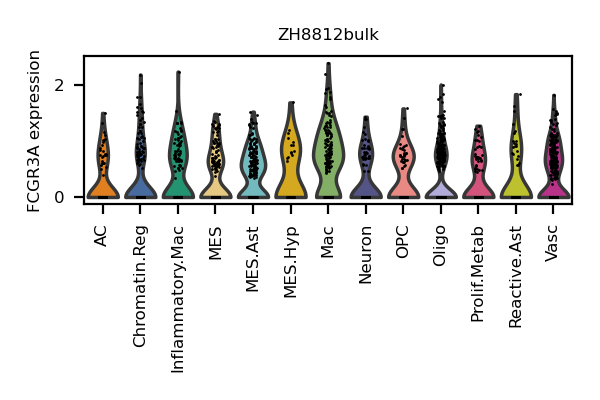 ZH8812bulk
FCGR3A expression
2
0
AC
Chromatin.Reg
Inflammatory.Mac
MES
MES.Ast
MES.Hyp
Mac
Neuron
OPC
Oligo
Prolif.Metab
Reactive.Ast
Vasc